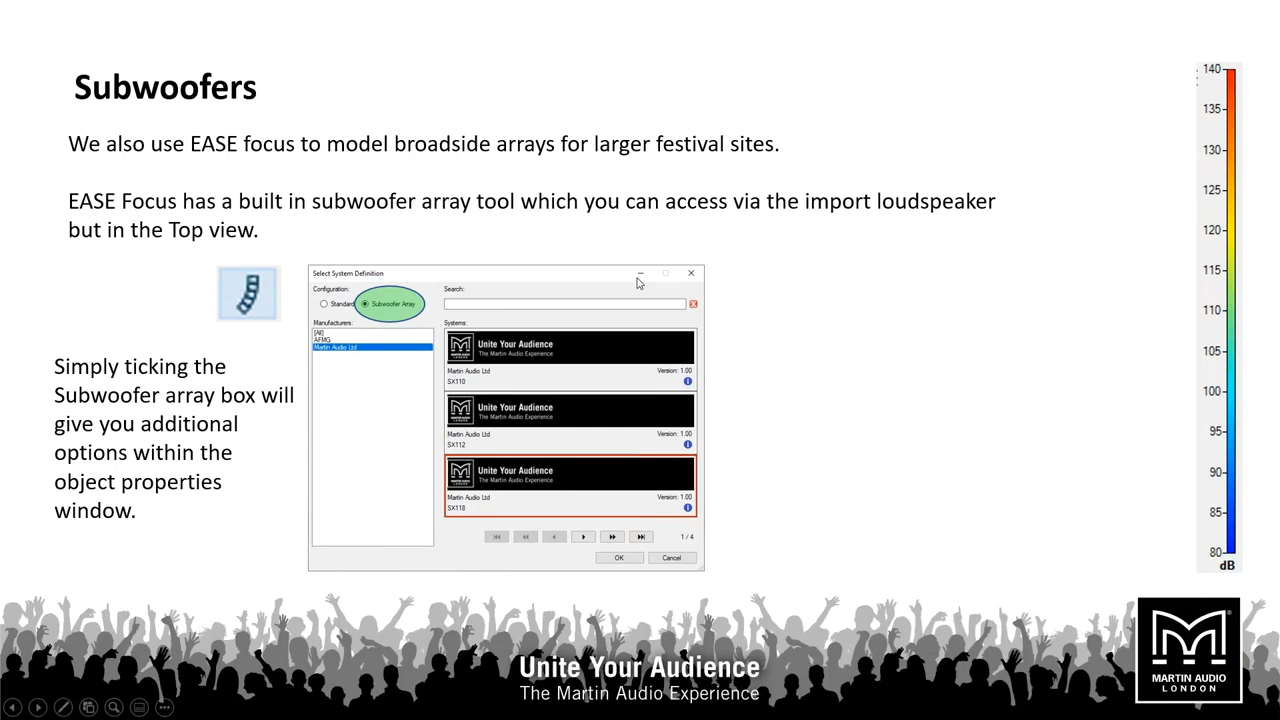 Subwoofers
We also use EASE focus to model broadside arrays for larger festival sites.
EASE Focus has a built in subwoofer array tool which you can access via the import loudspeaker
but in the Top view.
Simply ticking the
Subwoofer array box will
give you additional
options within the
object properties
window.
Select System Definition
Configuration:
Standard
Subwoofer Array
Search:
Manufacturers:
[All]
AFMG
Martin Audio Ltd
Systems:
Unite Your Audience
The Martin Audio Experience
Martin Audio Ltd
Version: 1.00
SX110
Unite Your Audience
The Martin Audio Experience
Martin Audio Ltd
Version: 1.00
SX112
Unite Your Audience
The Martin Audio Experience
Martin Audio Ltd
Version: 1.00
SX118
1 / 4
OK
Cancel
140
135
130
125
120
115
110
105
100
95
90
85
80
dB
Unite Your Audience
The Martin Audio Experience
MARTIN AUDIO
LONDON